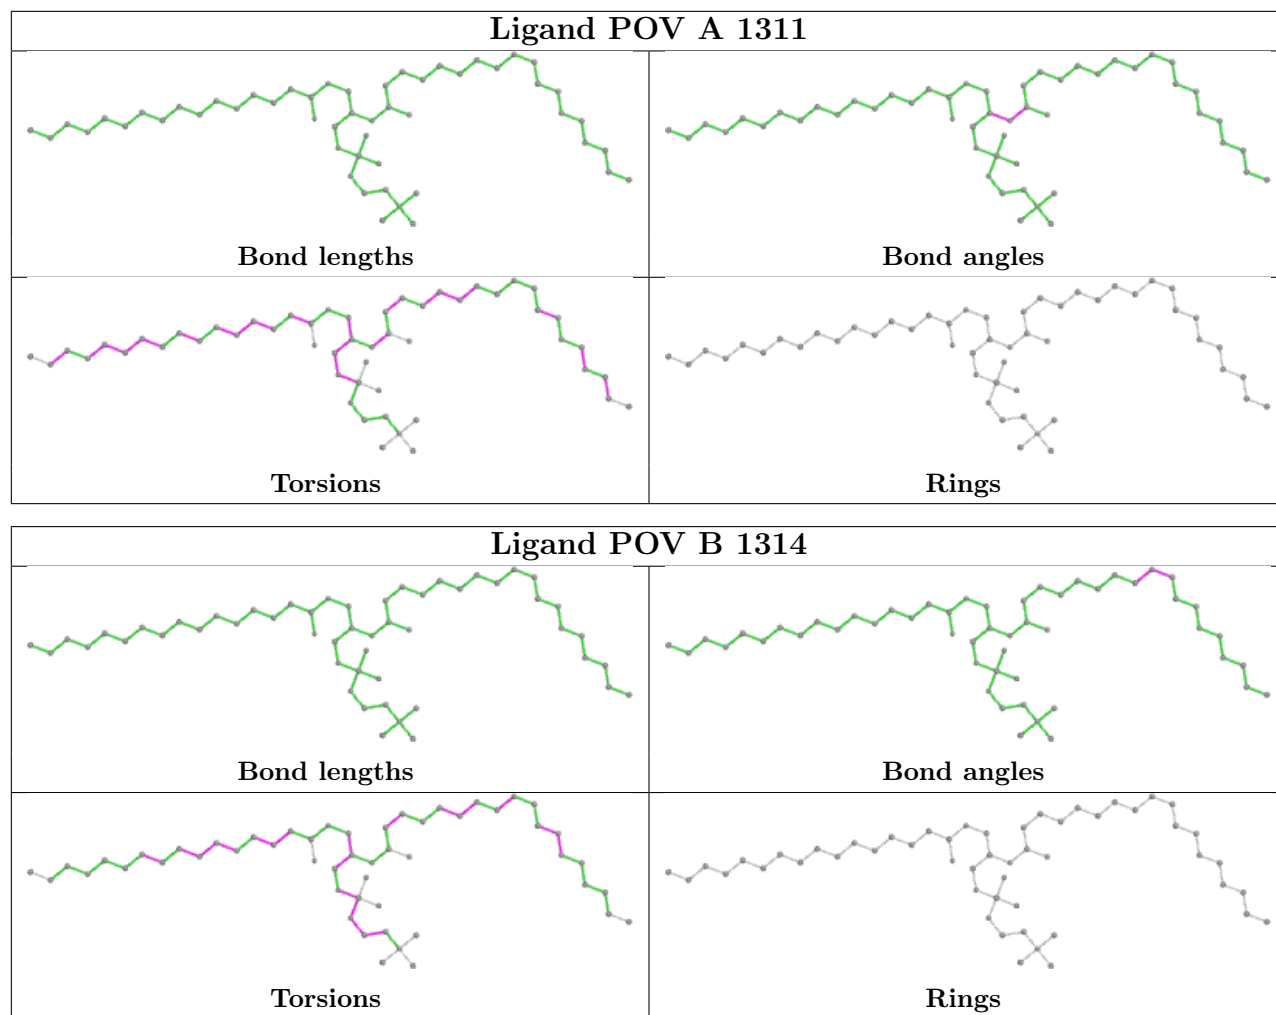 Ligand POV A 1311
Bond lengths
Bond angles
Torsions
Rings
Ligand POV B 1314
Bond lengths
Bond angles
Torsions
Rings